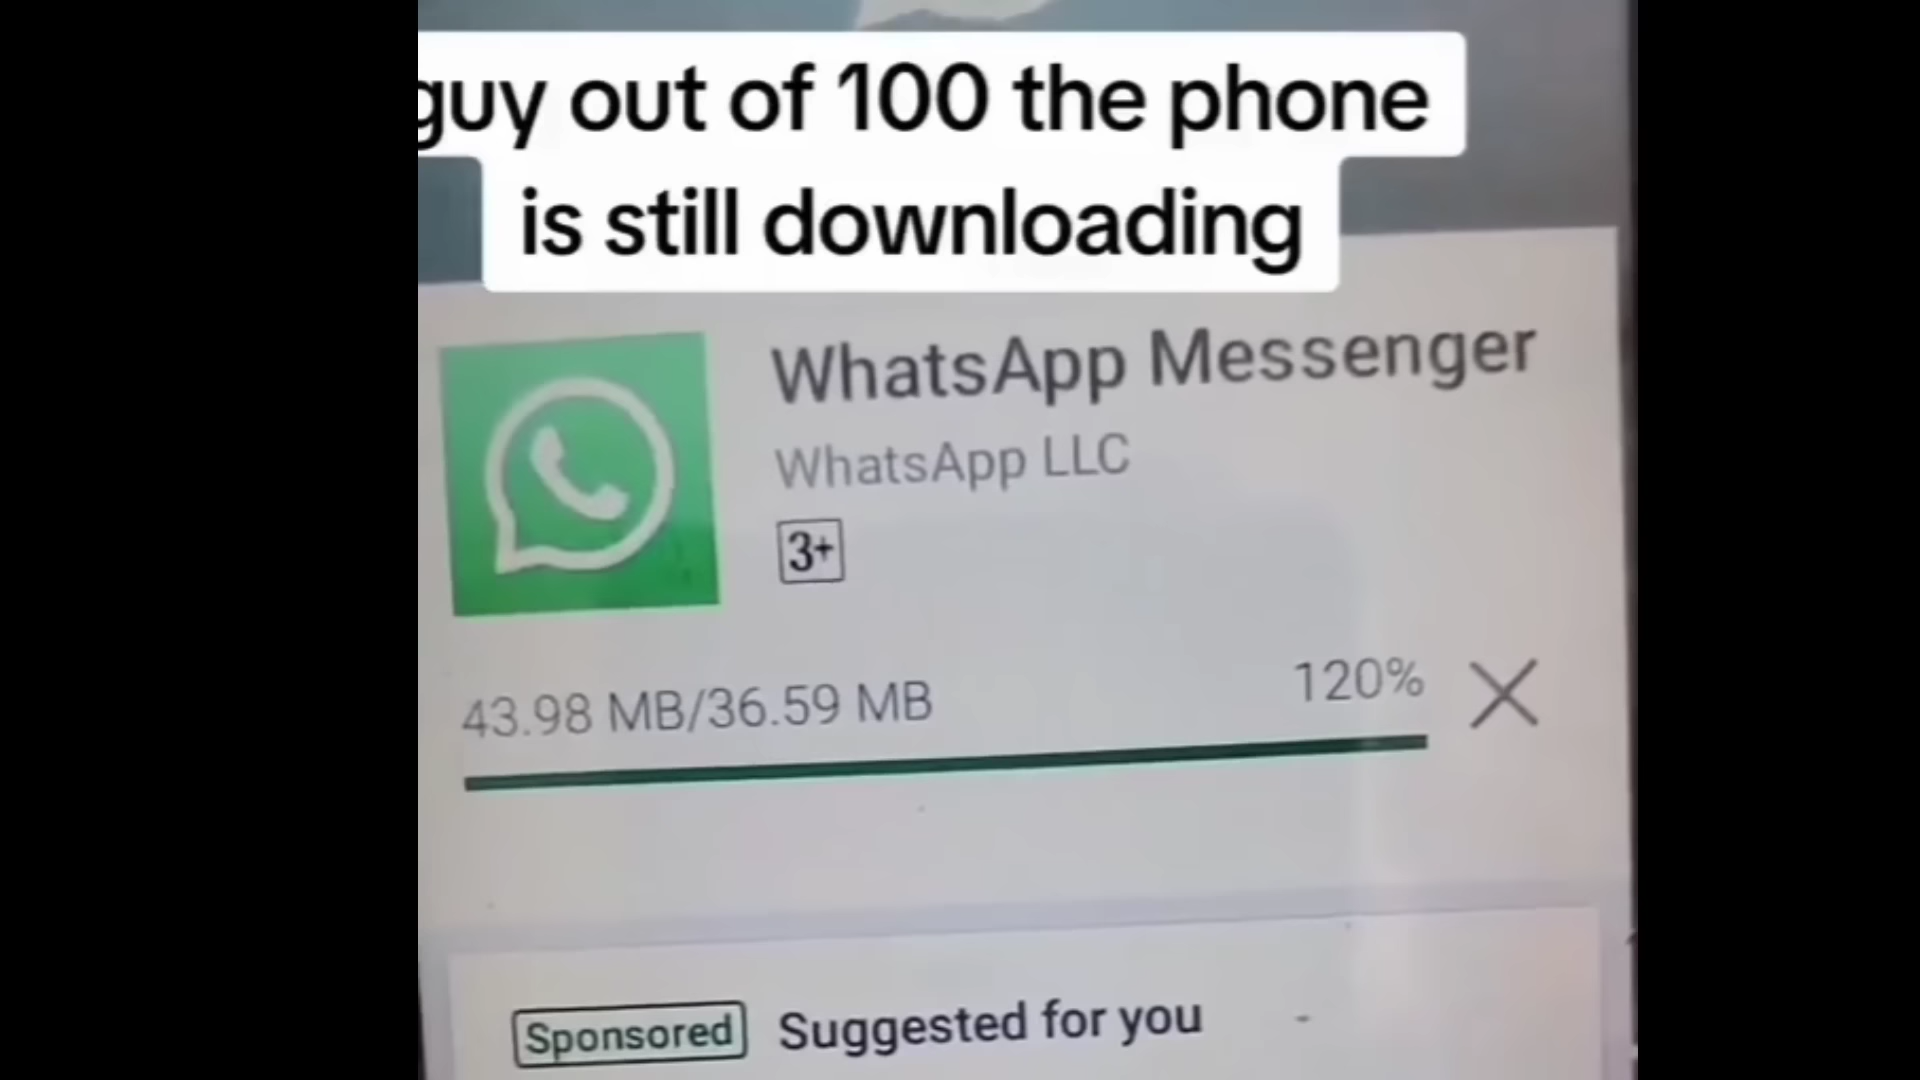 guy out of 100 the phone
is still downloading
WhatsApp Messenger
WhatsApp LLC
3+
43.98 MB/36.59 MB
120%
Sponsored Suggested for you